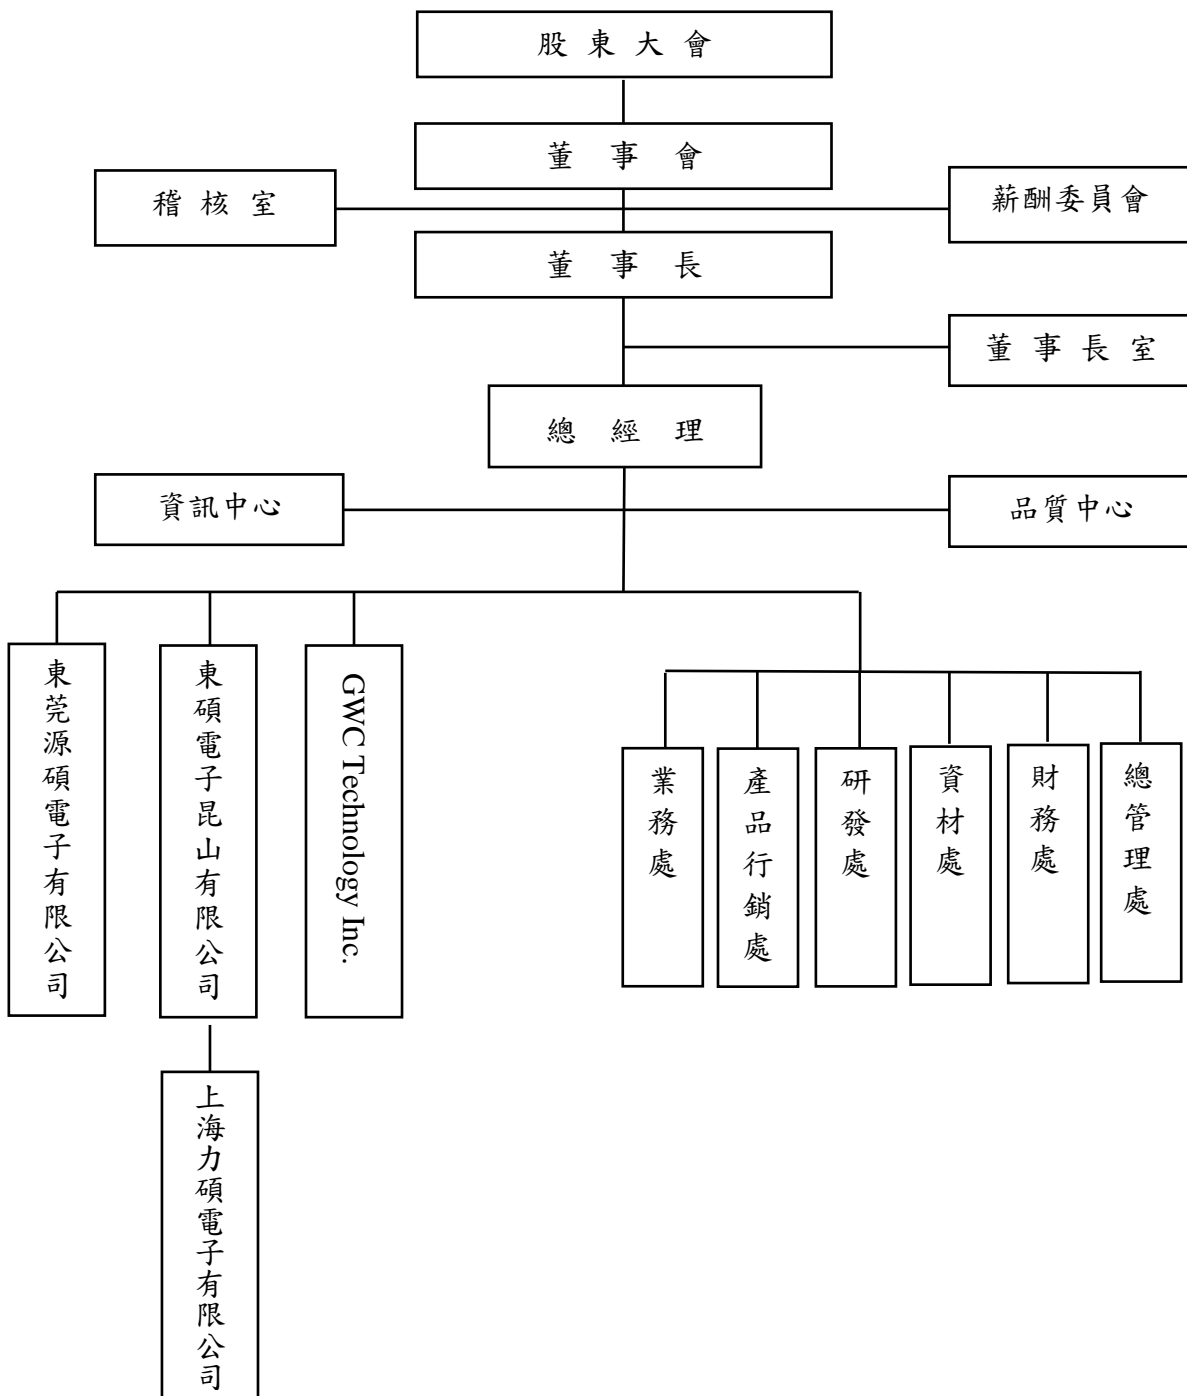 股東大會
董事會
稽核室
薪酬委員會
董事長
董事長室
總經理
資訊中心
品質中心
東莞源碩電子有限公司
東碩電子昆山有限公司
GWC Technology Inc.
業務處
產品行銷處
研發處
資材處
財務處
總管理處
上海力碩電子有限公司